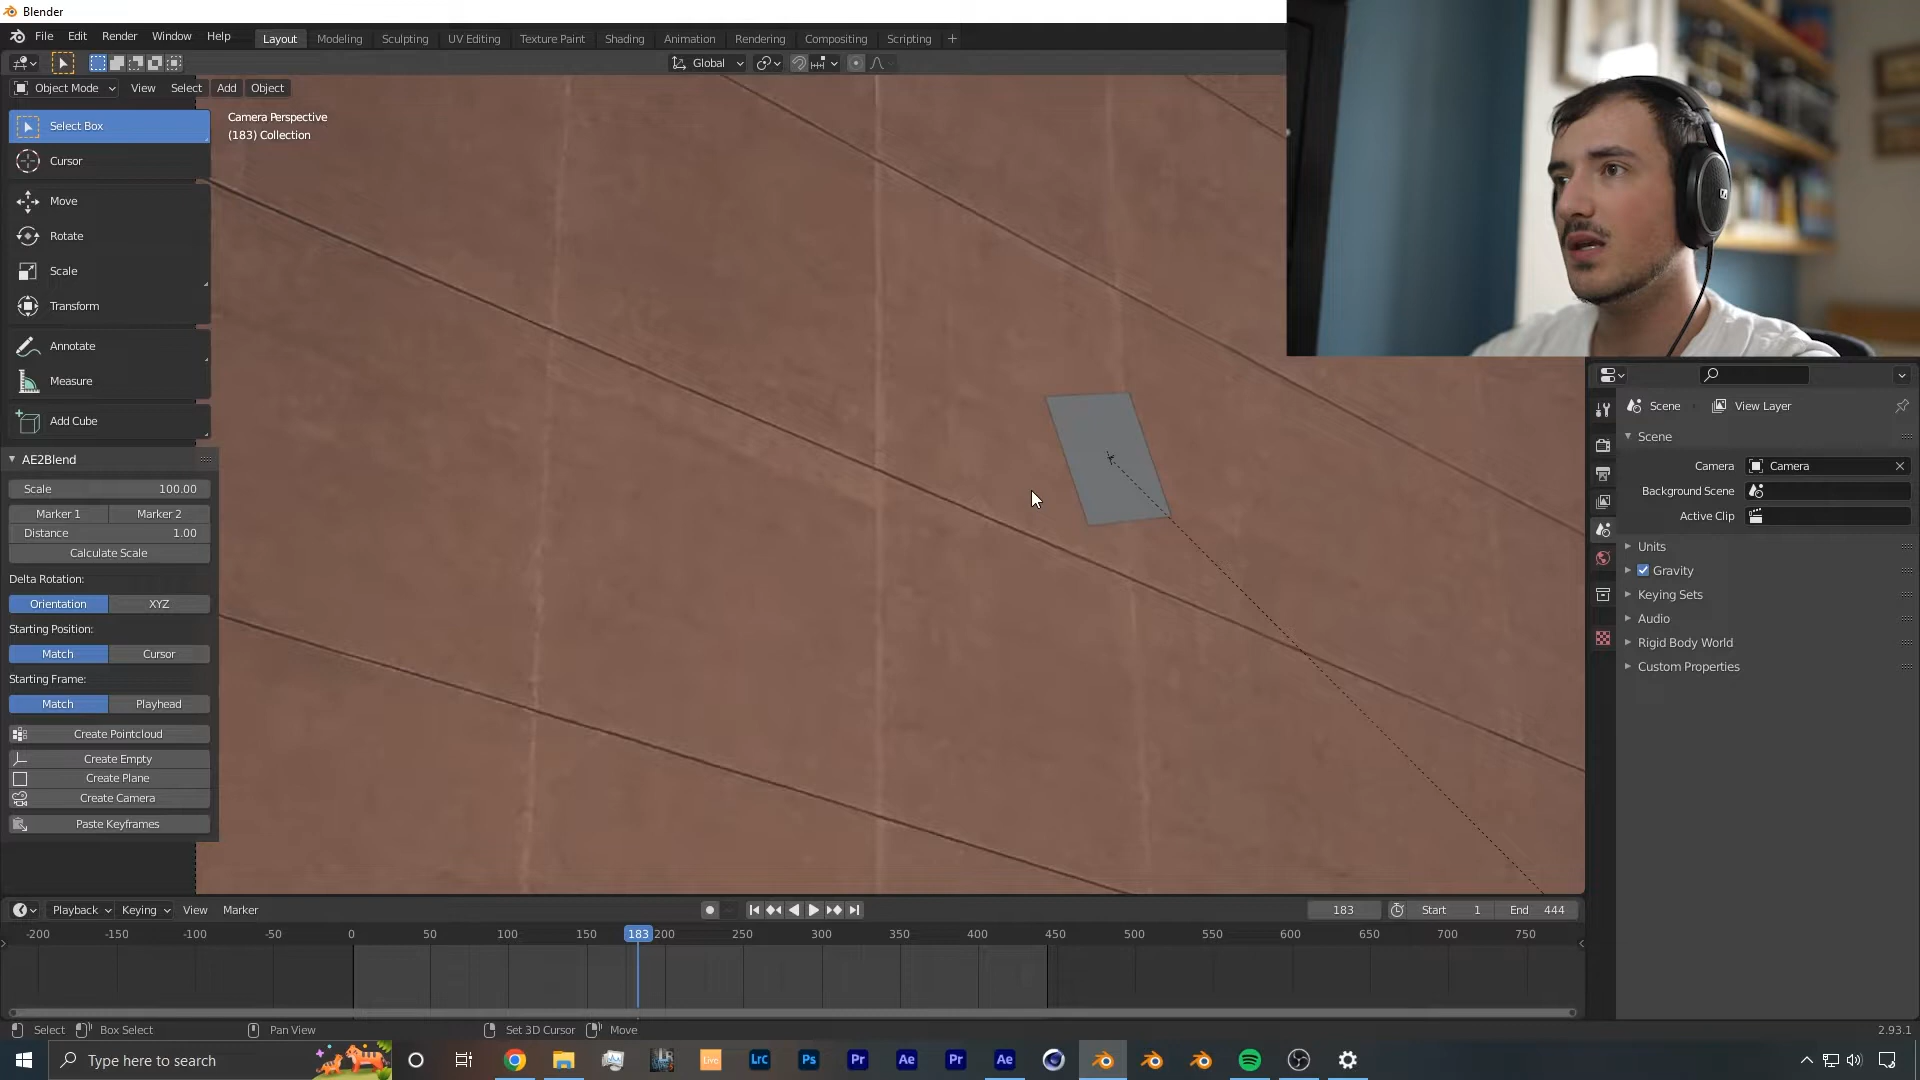 Blender
File Edit Render Window Help Layout Modeling Sculpting UV Editing Texture Paint Shading Animation Rendering Compositing Scripting +
Global
Object Mode View Select Add Object
Select Box
Cursor
Move
Rotate
Scale
Transform
Annotate
Measure
Add Cube
Camera Perspective
(183) Collection
AE2Blend
Scale 100.00
Marker 1 Marker 2
Distance 1.00
Calculate Scale
Delta Rotation:
Orientation XYZ
Starting Position:
Match Cursor
Starting Frame:
Match Playhead
Create Pointcloud
Create Empty
Create Plane
Create Camera
Paste Keyframes
Scene View Layer
Scene
Camera Camera
Background Scene
Active Clip
Units
Gravity
Keying Sets
Audio
Rigid Body World
Custom Properties
Playback Keying View Marker 183 Start 1 End 444
-200 -150 -100 -50 0 50 100 150 183 200 250 300 350 400 450 500 550 600 650 700 750
Select Box Select Pan View Set 3D Cursor Move 2.93.1
Type here to search Live Lrc Ps Pr Ae Pr Ae